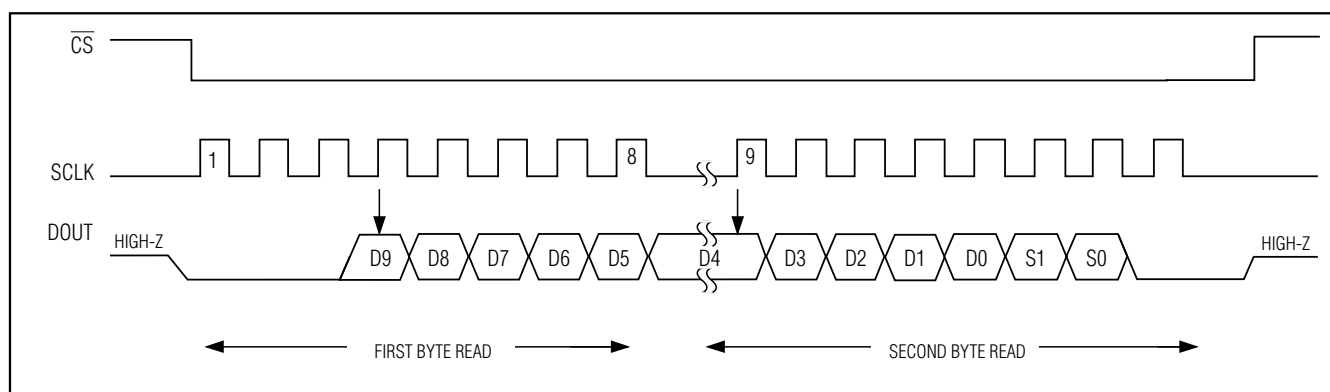 C̅S̅
1 8 9
SCLK
DOUT
HIGH-Z D9 D8 D7 D6 D5 D4 D3 D2 D1 D0 S1 S0 HIGH-Z
FIRST BYTE READ SECOND BYTE READ